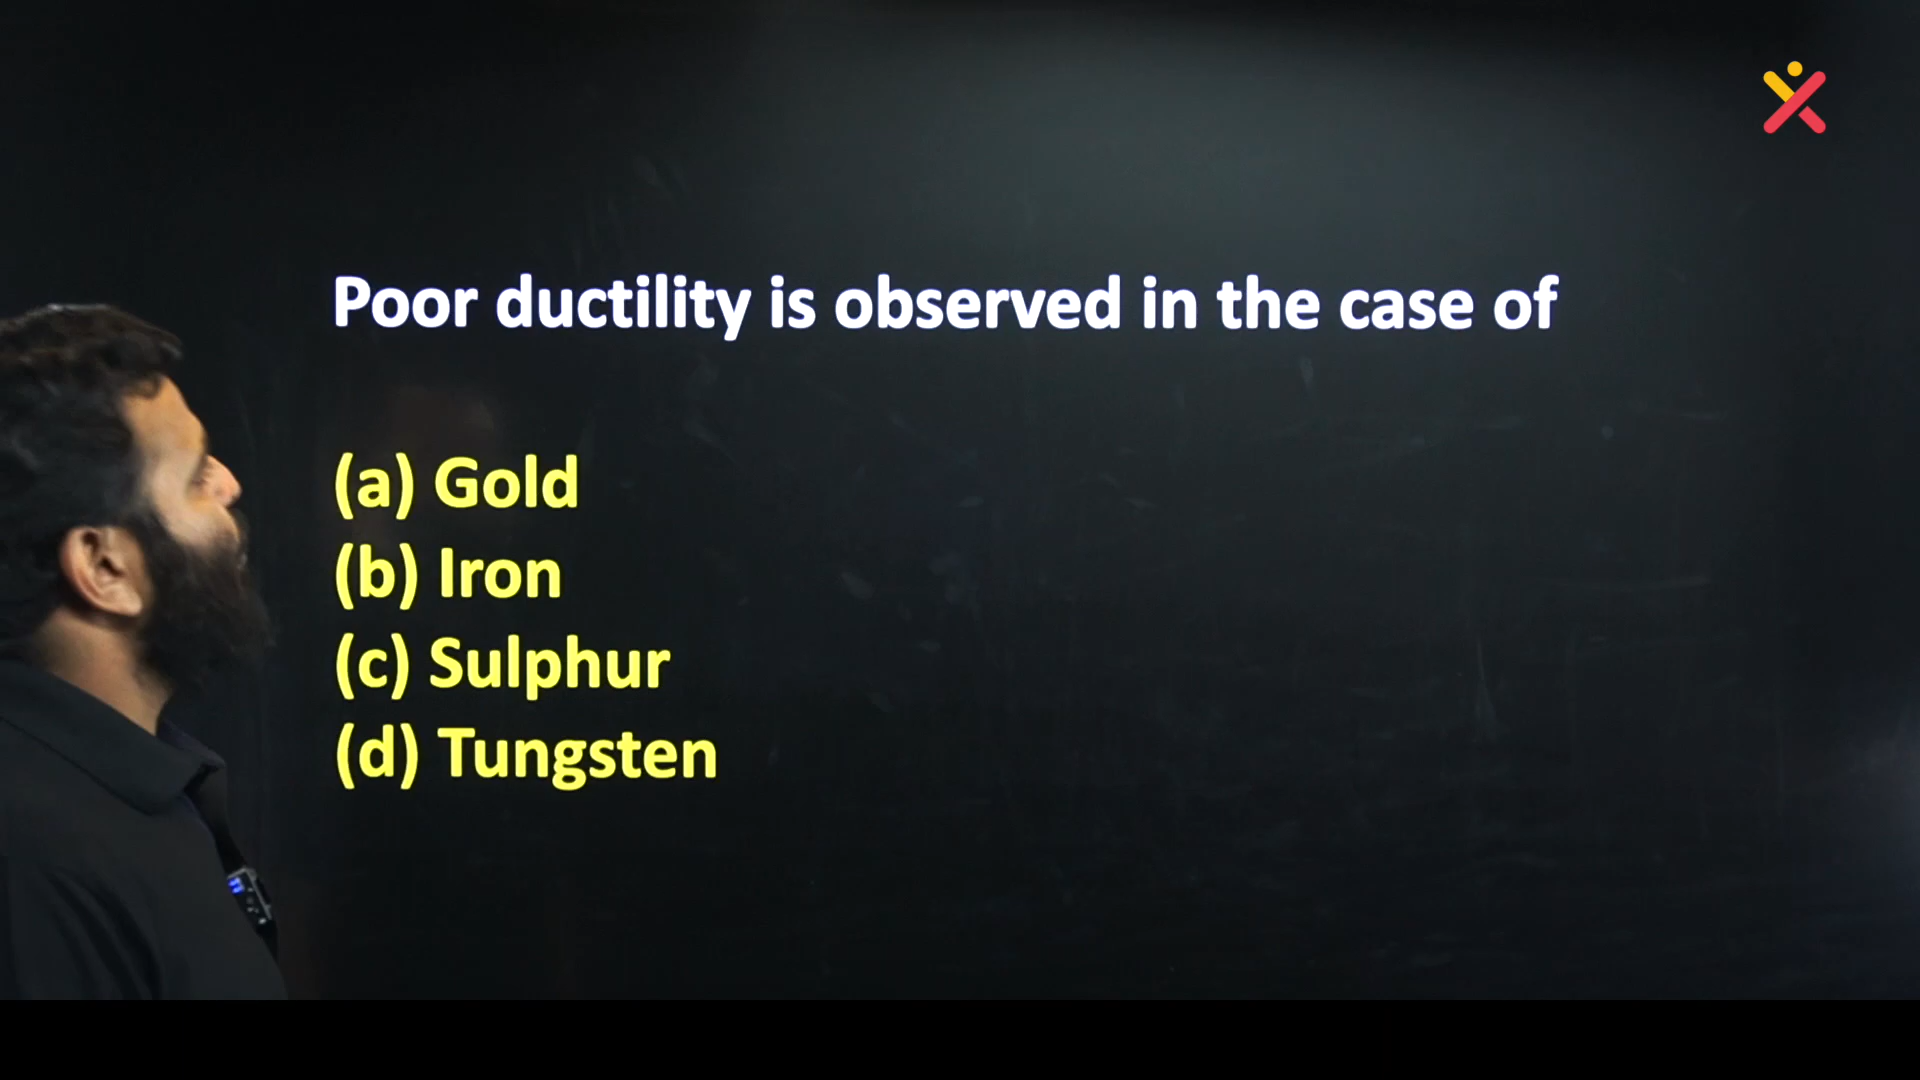 Poor ductility is observed in the case of
(a) Gold
(b) Iron
(c) Sulphur
(d) Tungsten